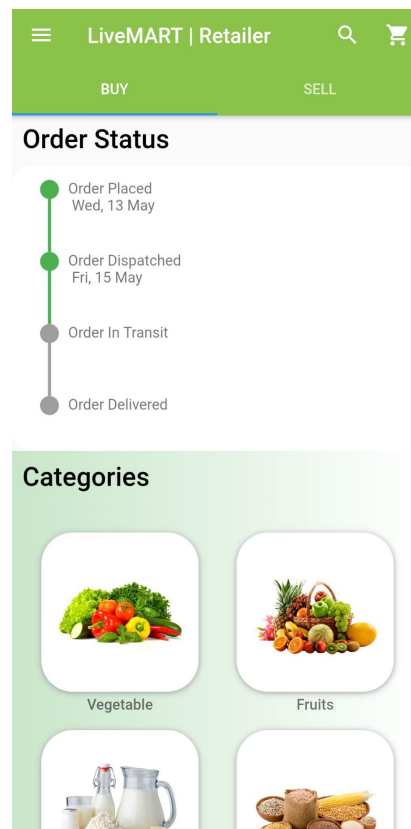 LiveMART | Retailer
BUY
SELL
Order Status
Order Placed
Wed, 13 May
Order Dispatched
Fri, 15 May
Order In Transit
Order Delivered
Categories
Vegetable
Fruits